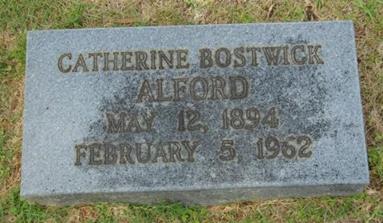 CATHERINE BOSTWICK
ALFORD
MAY 12, 1894
FEBRUARY 5, 1962